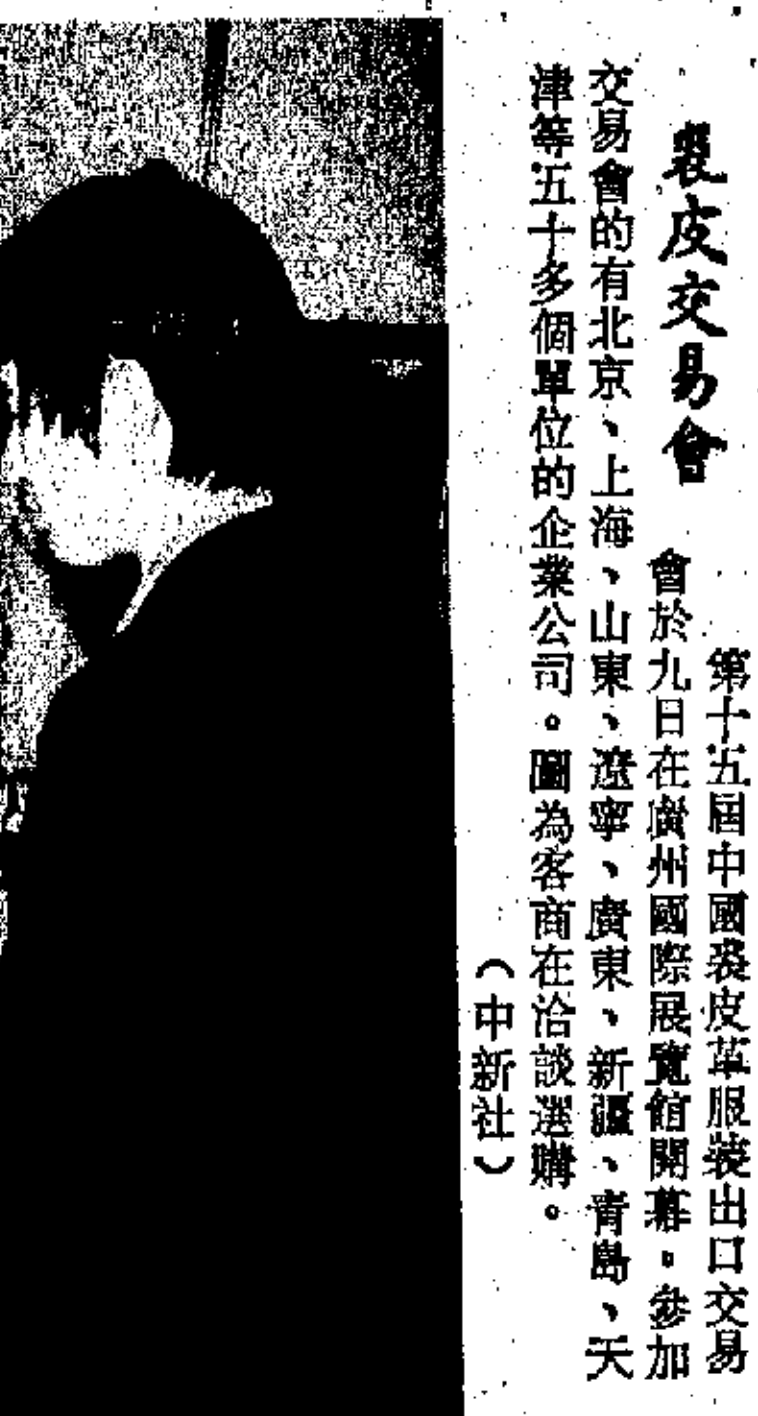 裘皮交易會
第十五屆中國裘皮革服裝出口交易
會於九日在廣州國際展覽館開幕。參加
交易會的有北京、上海、山東、遼寧、廣東、新疆、青島、天
津等五十多個單位的企業公司。圖為客商在洽談選購。
（中新社）